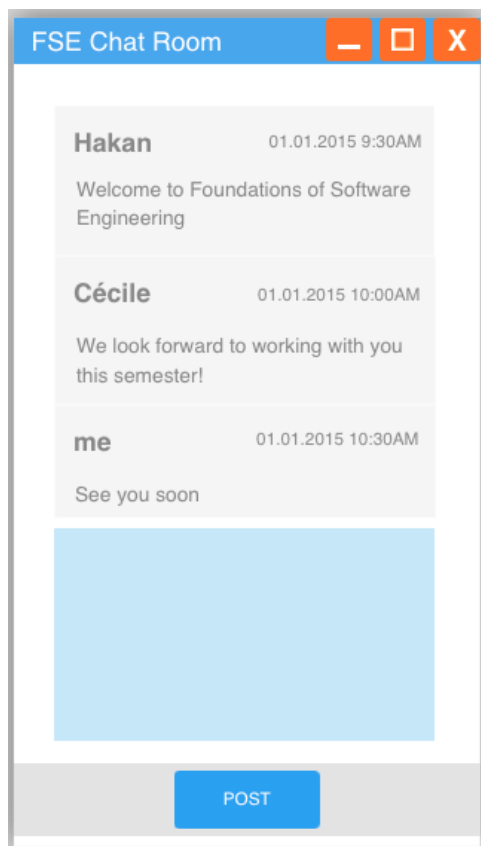 FSE Chat Room
X
Hakan 01.01.2015 9:30AM
Welcome to Foundations of Software
Engineering
Cécile 01.01.2015 10:00AM
We look forward to working with you
this semester!
me 01.01.2015 10:30AM
See you soon
POST